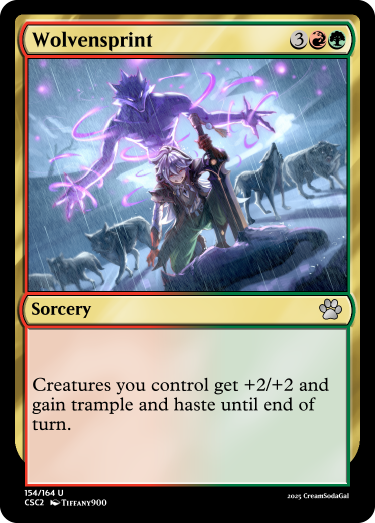 Wolvensprint 3
Sorcery
Creatures you control get +2/+2 and
gain trample and haste until end of
turn.
154/164 U
CSC2 Tiffany900
2025 CreamSodaGal